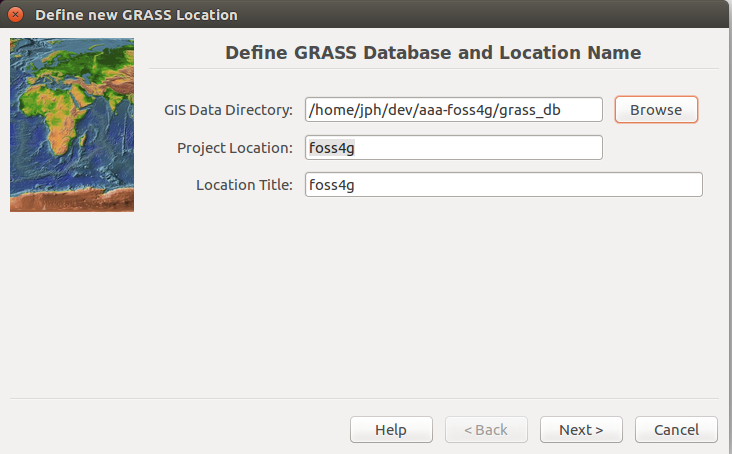 Define new GRASS Location
Define GRASS Database and Location Name
GIS Data Directory: /home/jph/dev/aaa-foss4g/grass_db Browse
Project Location: foss4g
Location Title: foss4g
Help < Back Next > Cancel